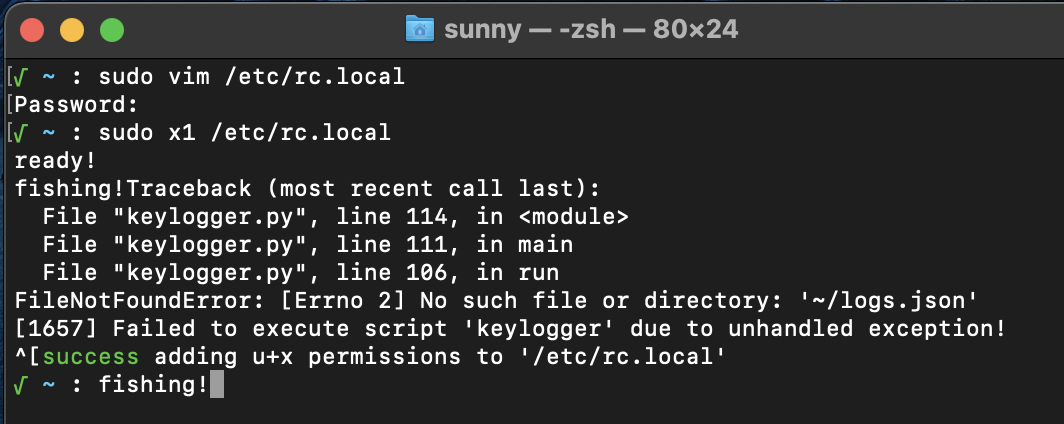 sunny — -zsh — 80×24
[√ ~ : sudo vim /etc/rc.local
[Password:
[√ ~ : sudo x1 /etc/rc.local
ready!
fishing!Traceback (most recent call last):
  File "keylogger.py", line 114, in <module>
  File "keylogger.py", line 111, in main
  File "keylogger.py", line 106, in run
FileNotFoundError: [Errno 2] No such file or directory: '~/logs.json'
[1657] Failed to execute script 'keylogger' due to unhandled exception!
^[success adding u+x permissions to '/etc/rc.local'
√ ~ : fishing!